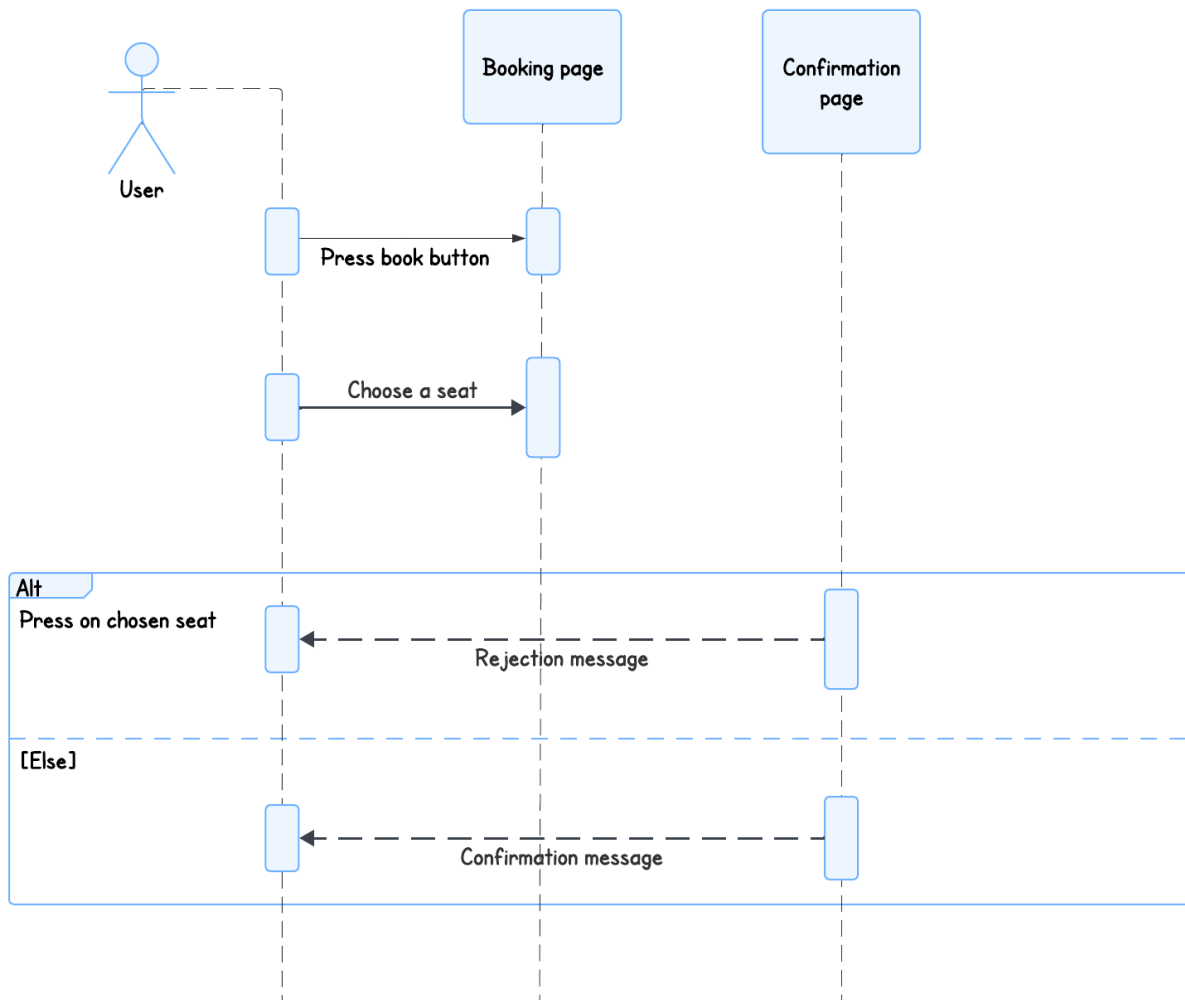 Booking page
Confirmation
page
User
Press book button
Choose a seat
Alt
Press on chosen seat
Rejection message
[Else]
Confirmation message